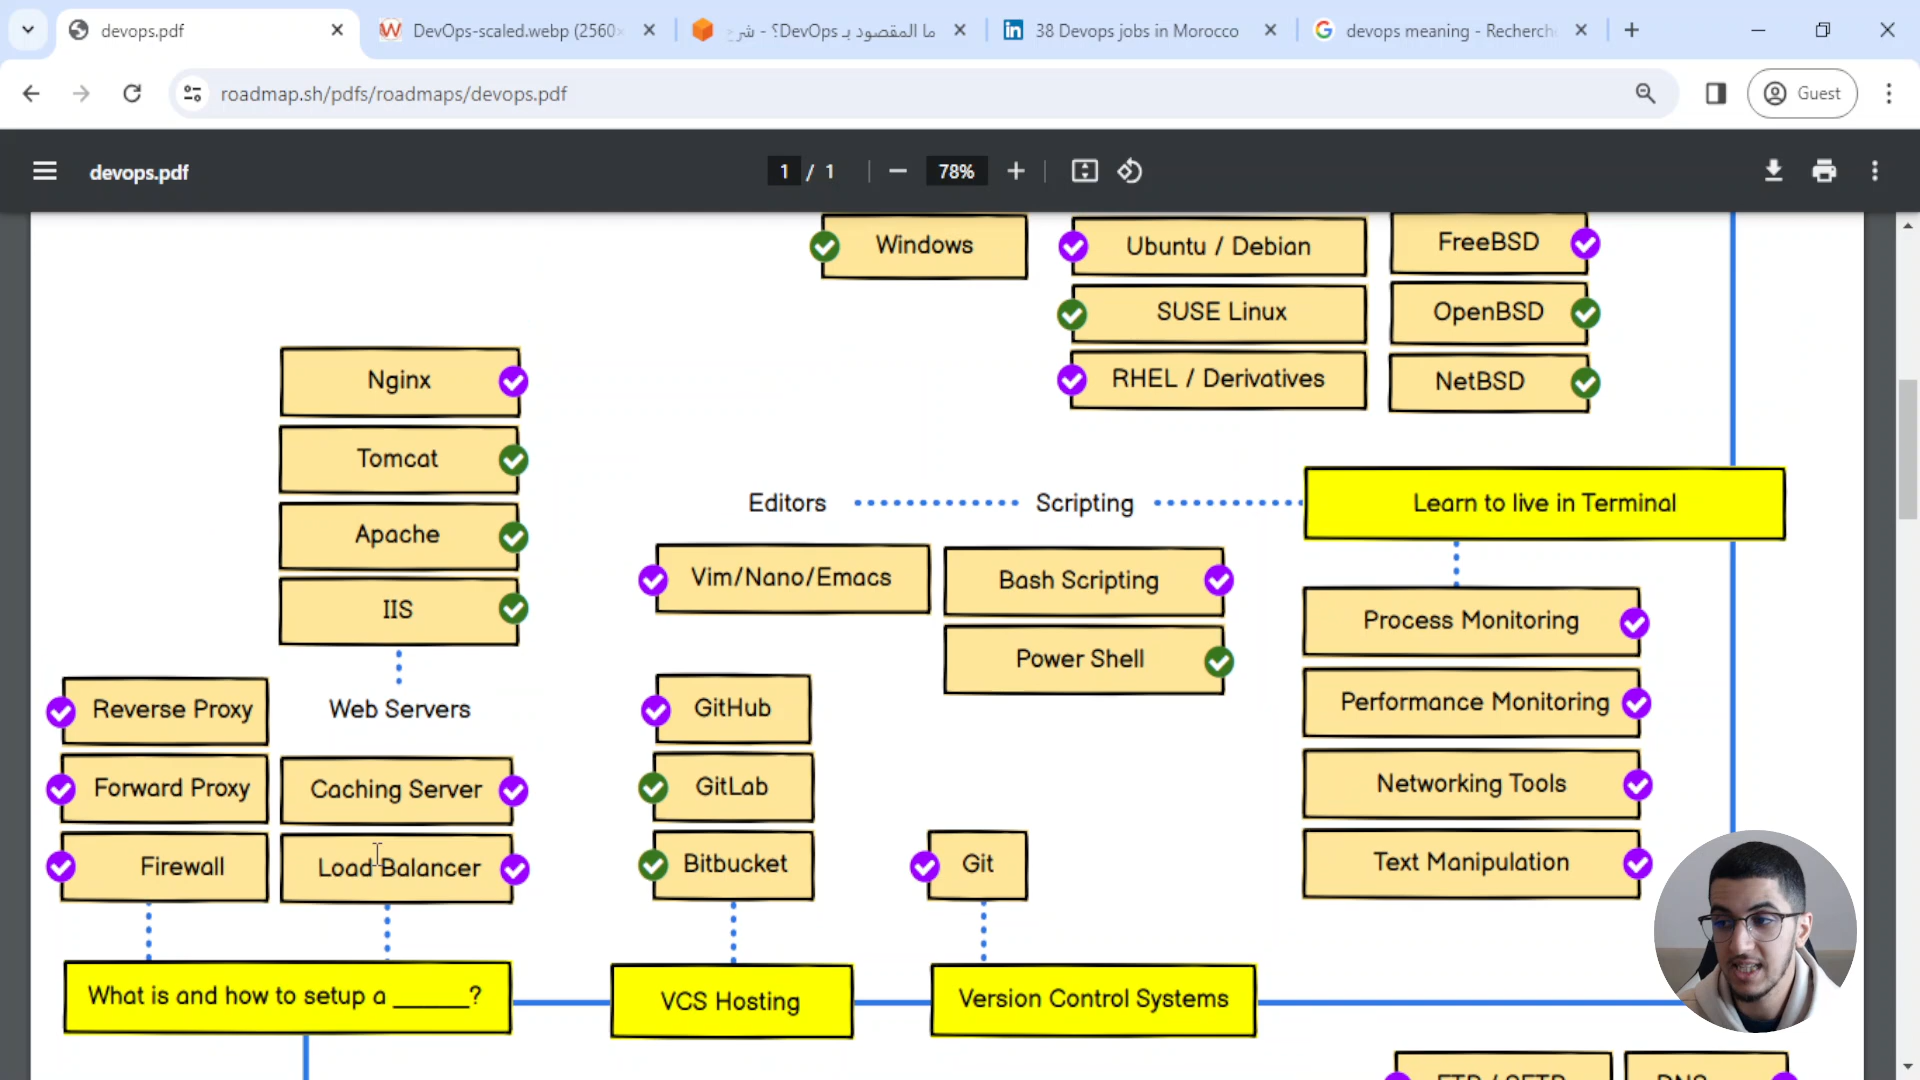 devops.pdf
DevOps-scaled.webp (2560×
ما المقصود بـ DevOps؟ - شرح
38 Devops jobs in Morocco
devops meaning - Recherche
roadmap.sh/pdfs/roadmaps/devops.pdf
Guest
devops.pdf
1 / 1
78%
Windows
Ubuntu / Debian
FreeBSD
SUSE Linux
OpenBSD
RHEL / Derivatives
NetBSD
Nginx
Tomcat
Apache
IIS
Editors
Scripting
Learn to live in Terminal
Vim/Nano/Emacs
Bash Scripting
Power Shell
Process Monitoring
Performance Monitoring
Networking Tools
Text Manipulation
Reverse Proxy
Web Servers
Forward Proxy
Caching Server
Firewall
Load Balancer
GitHub
GitLab
Bitbucket
Git
What is and how to setup a ______?
VCS Hosting
Version Control Systems
FTP / SFTP
DNS